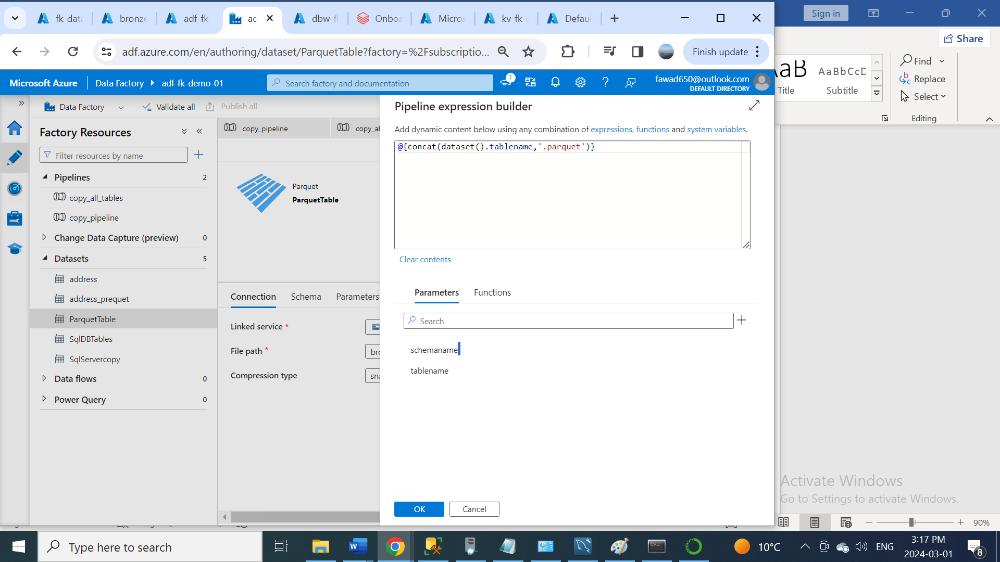 fk-data
bronze
adf-fk-
ad
dbw-f
Onboa
Micros
kv-fk-
Defaul
Sign in
adf.azure.com/en/authoring/dataset/ParquetTable?factory=%2Fsubscriptio...
Finish update
Share
Find
Replace
Select
Editing
AaB
AaBbCcD
Title
Subtitle
Microsoft Azure
Data Factory
adf-fk-demo-01
Search factory and documentation
1
fawad650@outlook.com
DEFAULT DIRECTORY
Data Factory
Validate all
Publish all
Factory Resources
Filter resources by name
Pipelines 2
copy_all_tables
copy_pipeline
Change Data Capture (preview) 0
Datasets 5
address
address_prequet
ParquetTable
SqlDBTables
SqlServercopy
Data flows 0
Power Query 0
copy_pipeline
copy_al
Parquet
ParquetTable
Connection
Schema
Parameters
Linked service *
File path *
bro
Compression type
sna
Pipeline expression builder
Add dynamic content below using any combination of expressions, functions and system variables.
@{concat(dataset().tablename,'.parquet')}
Clear contents
Parameters
Functions
Search
schemaname
tablename
OK
Cancel
Activate Windows
Go to Settings to activate Windows.
90%
Type here to search
10°C
ENG
3:17 PM
2024-03-01
8